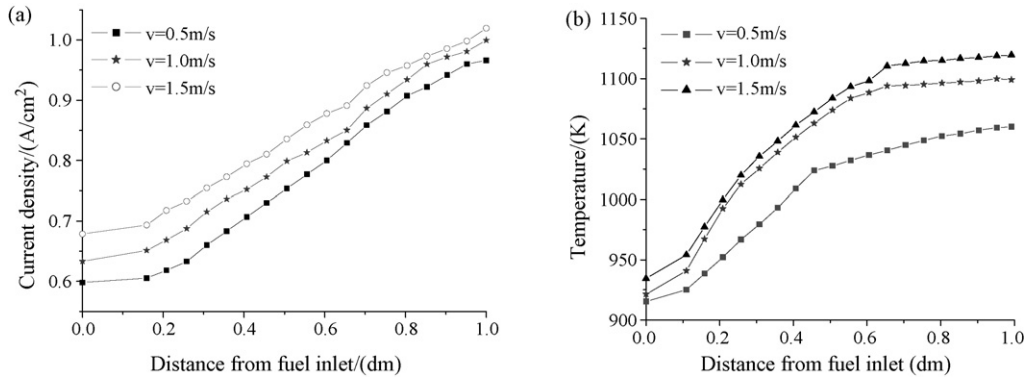 (a)
v=0.5m/s
v=1.0m/s
v=1.5m/s
Current density/(A/cm²)
1.0
0.9
0.8
0.7
0.6
0.0 0.2 0.4 0.6 0.8 1.0
Distance from fuel inlet/(dm)
(b)
v=0.5m/s
v=1.0m/s
v=1.5m/s
Temperature/(K)
1150
1100
1050
1000
950
900
0.0 0.2 0.4 0.6 0.8 1.0
Distance from fuel inlet (dm)